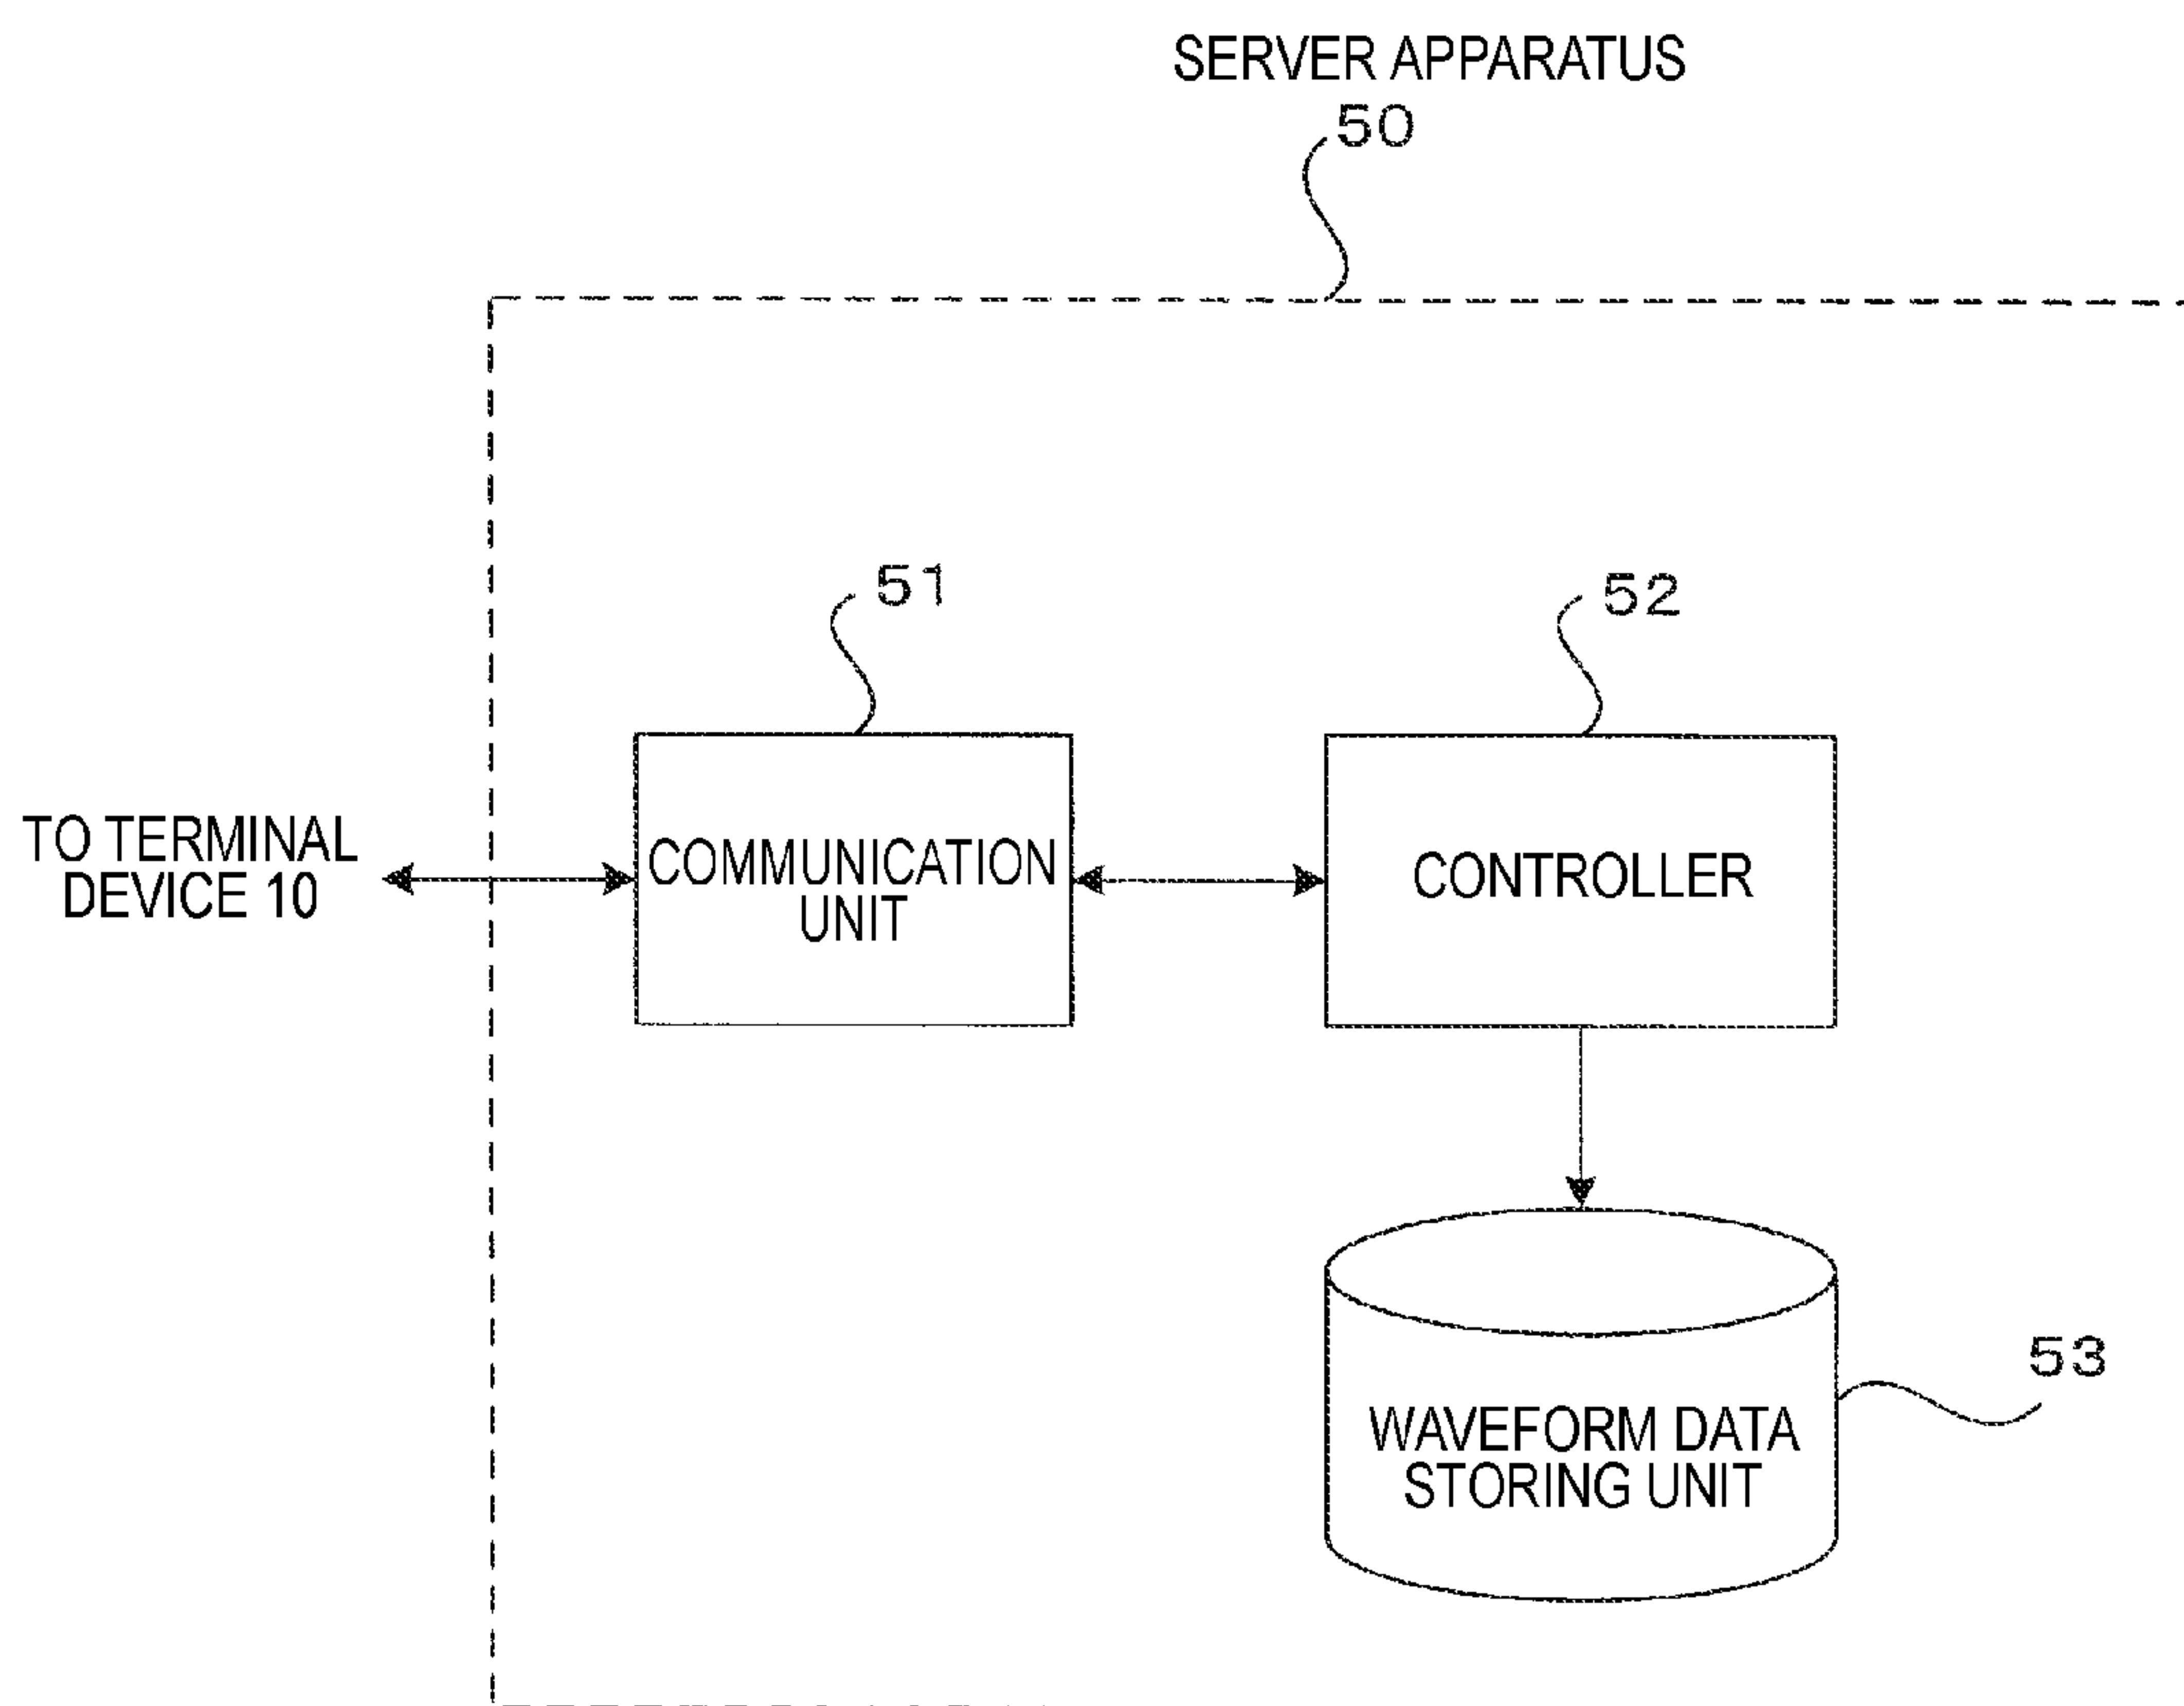 SERVER APPARATUS
50
51
52
TO TERMINAL
DEVICE 10
COMMUNICATION
UNIT
CONTROLLER
53
WAVEFORM DATA
STORING UNIT